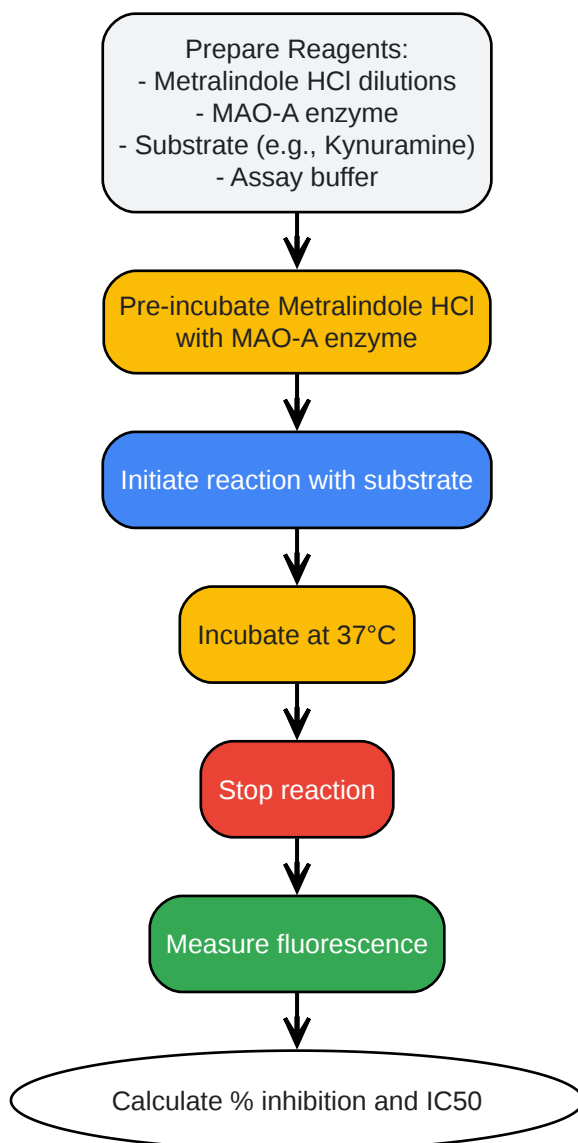 Prepare Reagents:
- Metralindole HCl dilutions
- MAO-A enzyme
- Substrate (e.g., Kynuramine)
- Assay buffer
Pre-incubate Metralindole HCl
with MAO-A enzyme
Initiate reaction with substrate
Incubate at 37°C
Stop reaction
Measure fluorescence
Calculate % inhibition and IC50